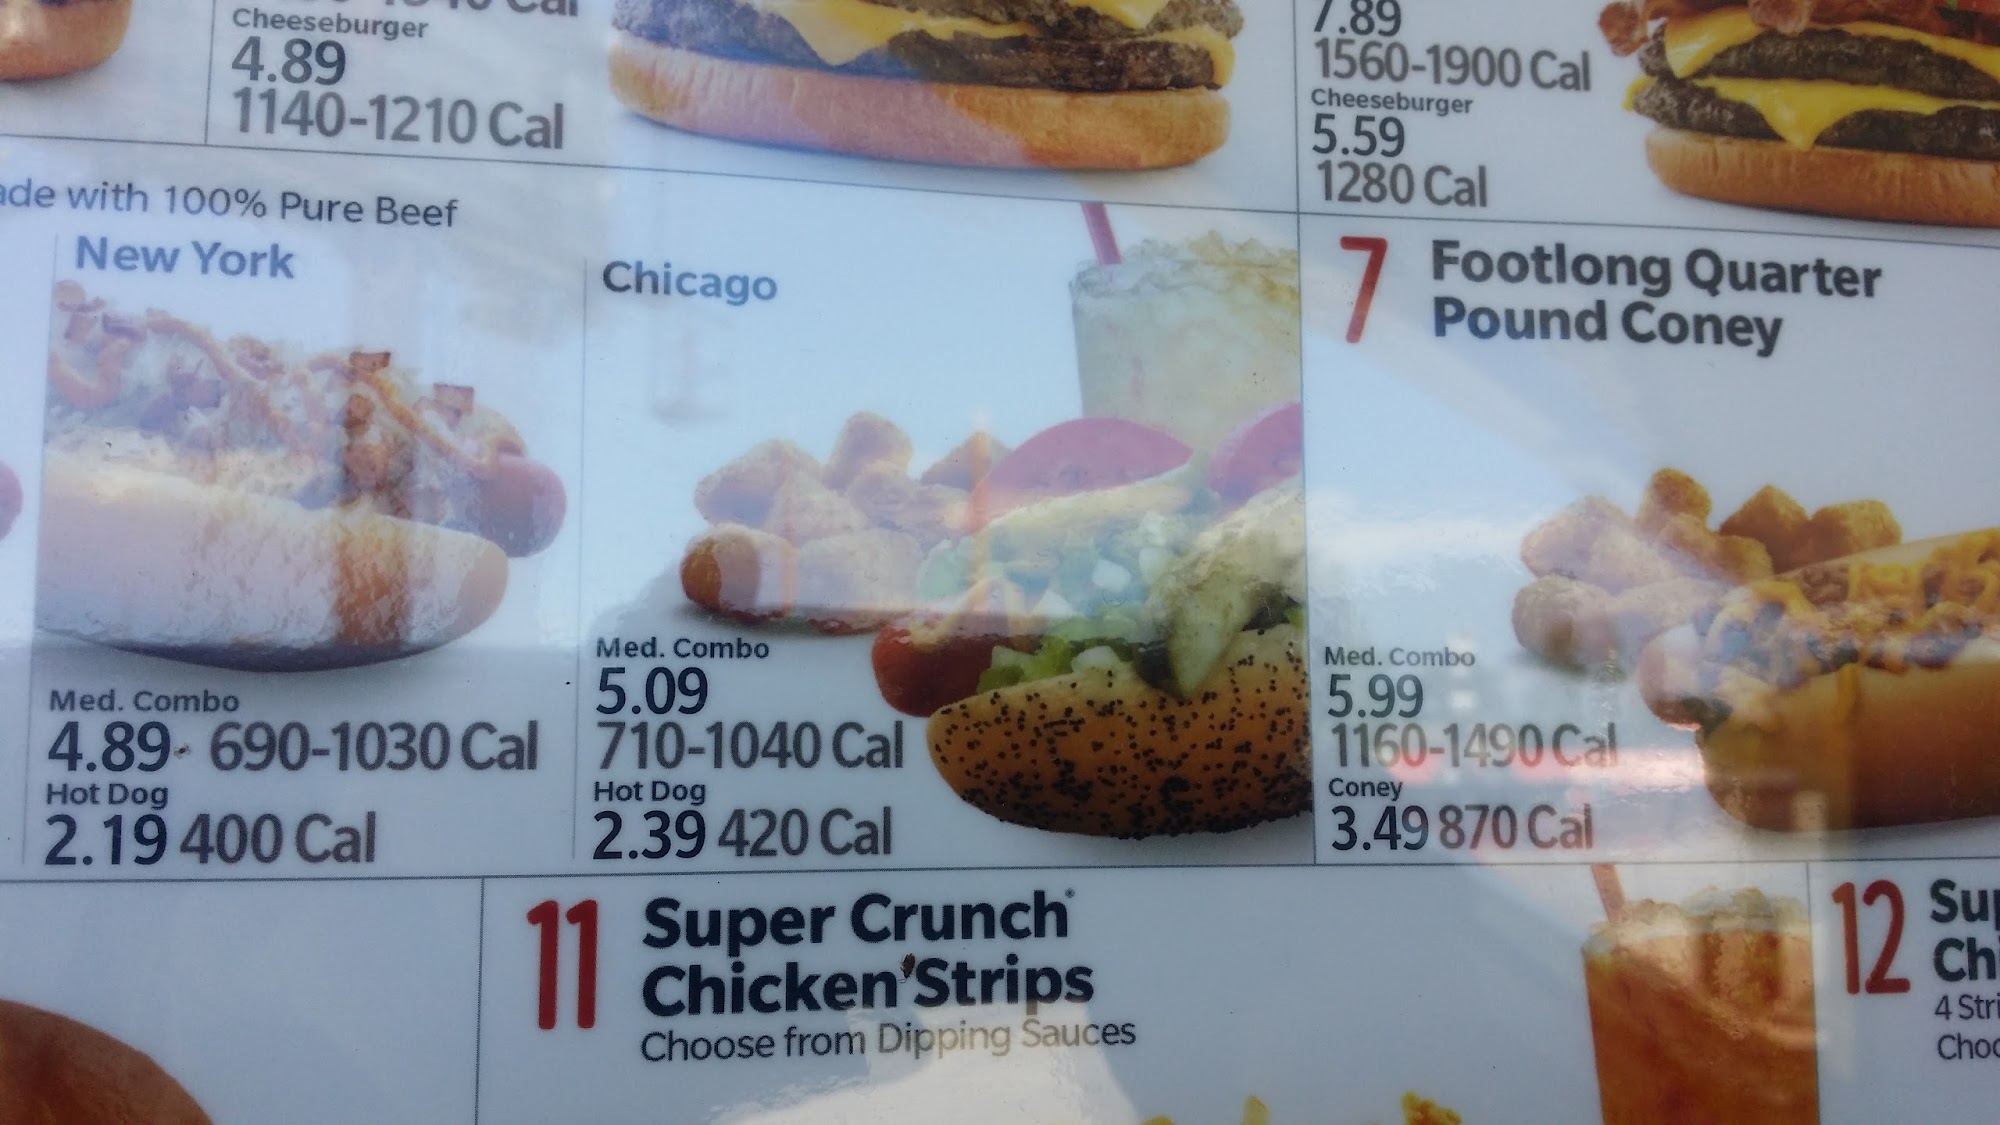 Cal
Cheeseburger
4.89
1140-1210 Cal
7.89
1560-1900 Cal
Cheeseburger
5.59
1280 Cal
with 100% Pure Beef
New York
Med. Combo
4.89 690-1030 Cal
Hot Dog
2.19 400 Cal
Chicago
Med. Combo
5.09
710-1040 Cal
Hot Dog
2.39 420 Cal
7 Footlong Quarter
Pound Coney
Med. Combo
5.99
1160-1490 Cal
Coney
3.49 870 Cal
11 Super Crunch®
Chicken Strips
Choose from Dipping Sauces
12
4